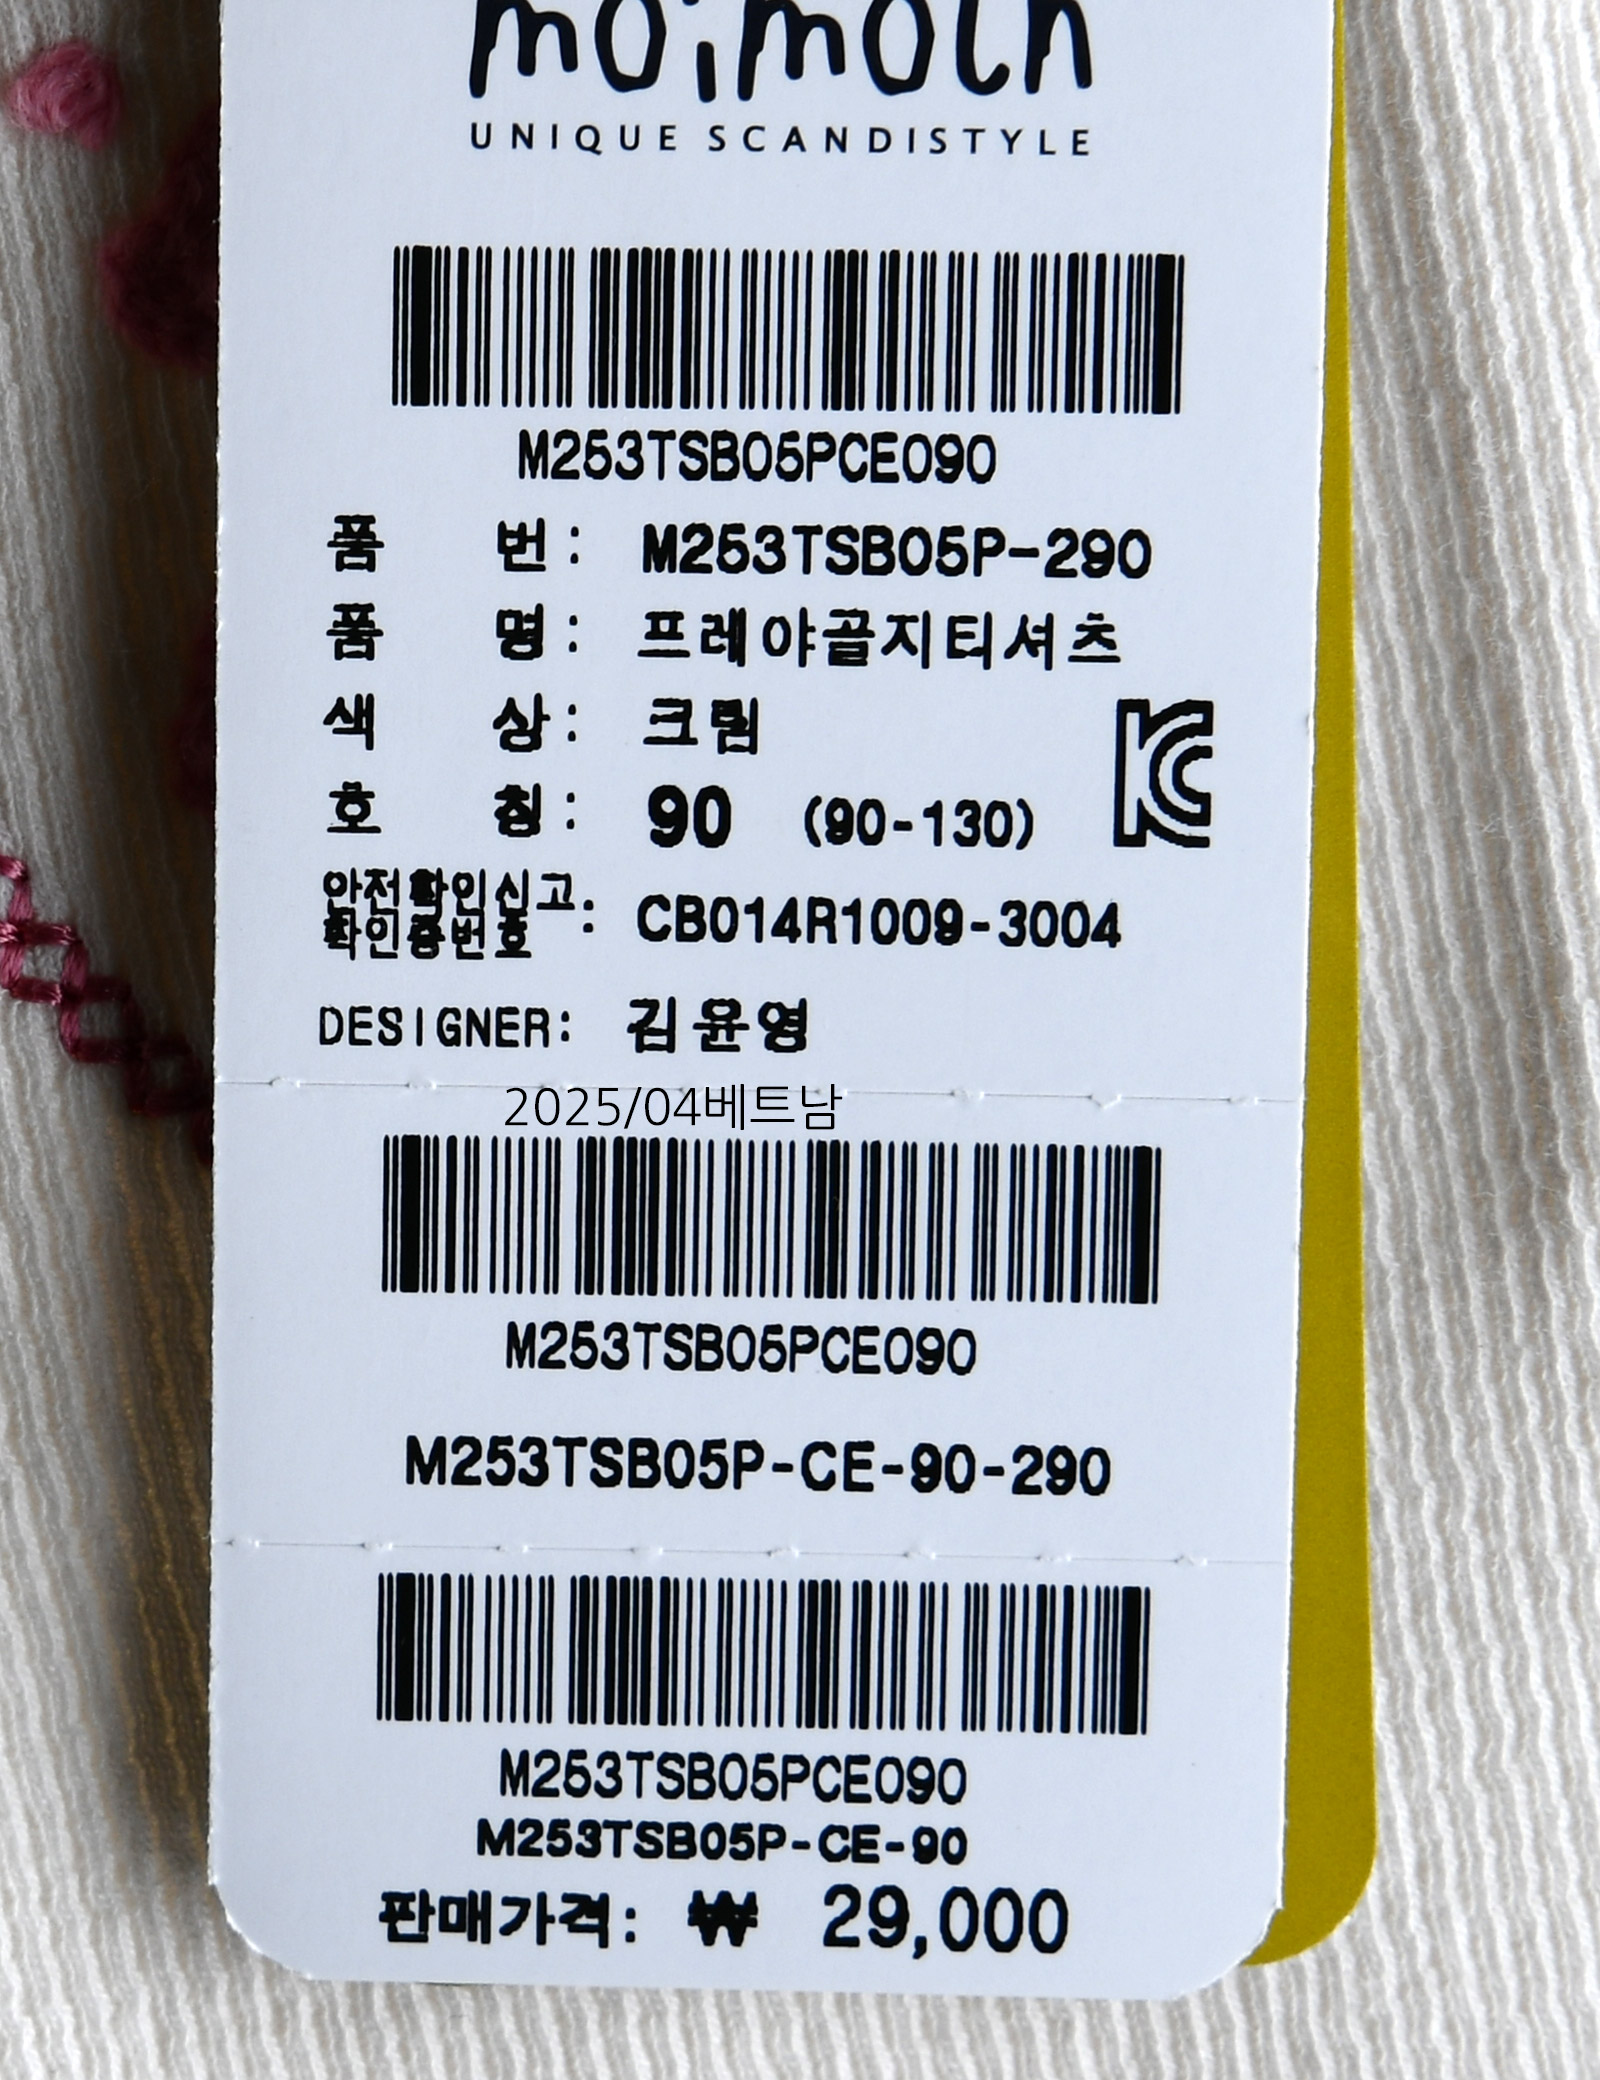 moimoln
UNIQUE SCANDISTYLE
M253TSB05PCE090
품 번: M253TSB05P-290
품 명: 프레야골지티셔츠
색 상: 크림
호 칭: 90 (90-130)
안전확인신고
확인증번호: CB014R1009-3004
DESIGNER: 김윤영
2025/04베트남
M253TSB05PCE090
M253TSB05P-CE-90-290
M253TSB05PCE090
M253TSB05P-CE-90
판매가격: ₩ 29,000